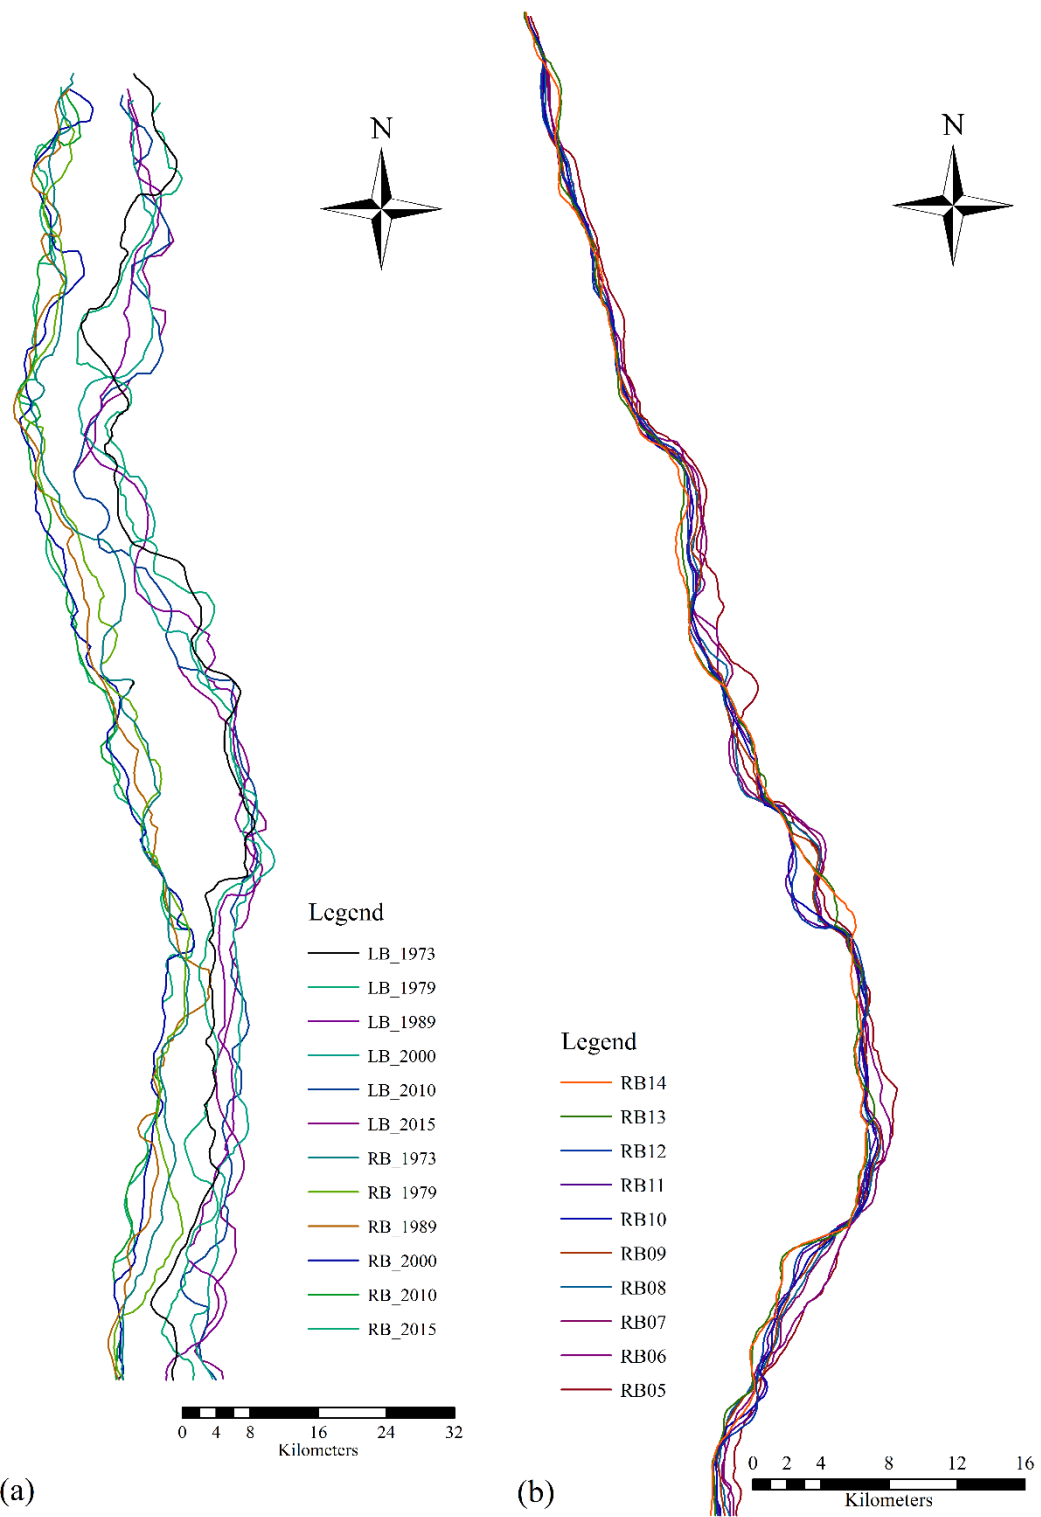 N
Legend
LB_1973
LB_1979
LB_1989
LB_2000
LB_2010
LB_2015
RB_1973
RB_1979
RB_1989
RB_2000
RB_2010
RB_2015
0 4 8 16 24 32
Kilometers
(a)
N
Legend
RB14
RB13
RB12
RB11
RB10
RB09
RB08
RB07
RB06
RB05
0 2 4 8 12 16
Kilometers
(b)